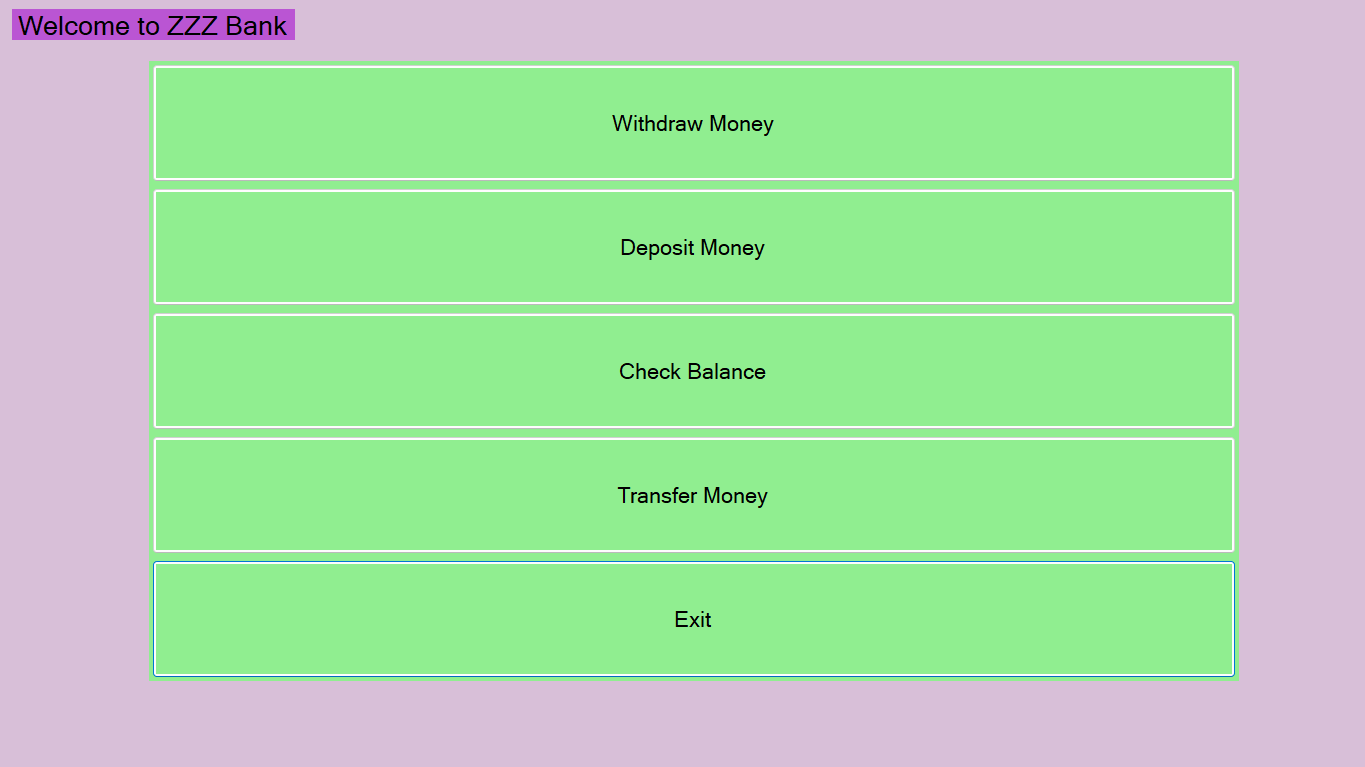 Welcome to ZZZ Bank
Withdraw Money
Deposit Money
Check Balance
Transfer Money
Exit